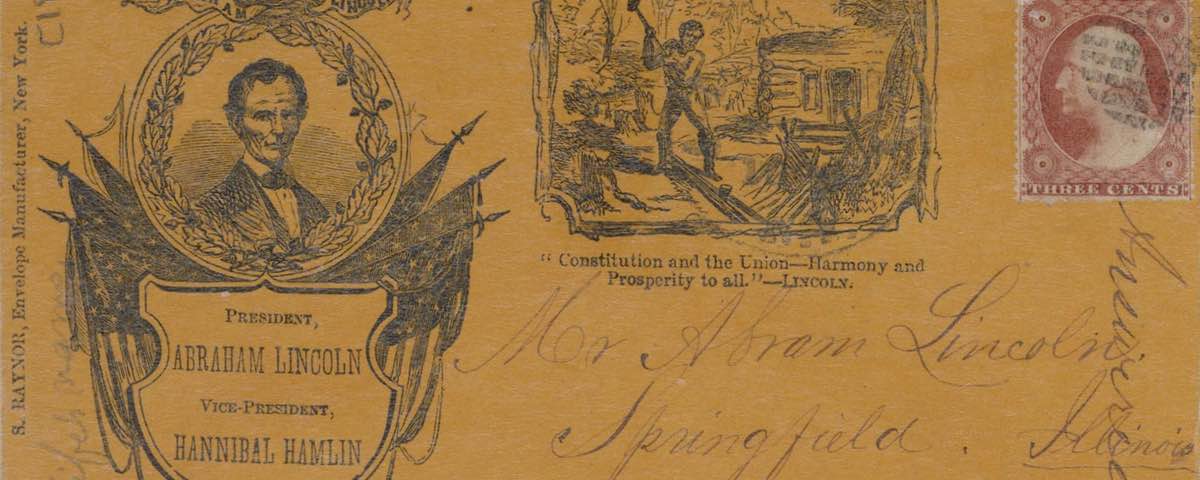 S. RAYNOR, Envelope Manufacturer, New York.
PRESIDENT,
ABRAHAM LINCOLN
VICE-PRESIDENT,
HANNIBAL HAMLIN
"Constitution and the Union—Harmony and
Prosperity to all."—LINCOLN.
THREE CENTS
Mr Abram Lincoln.
Springfield.
Illinois